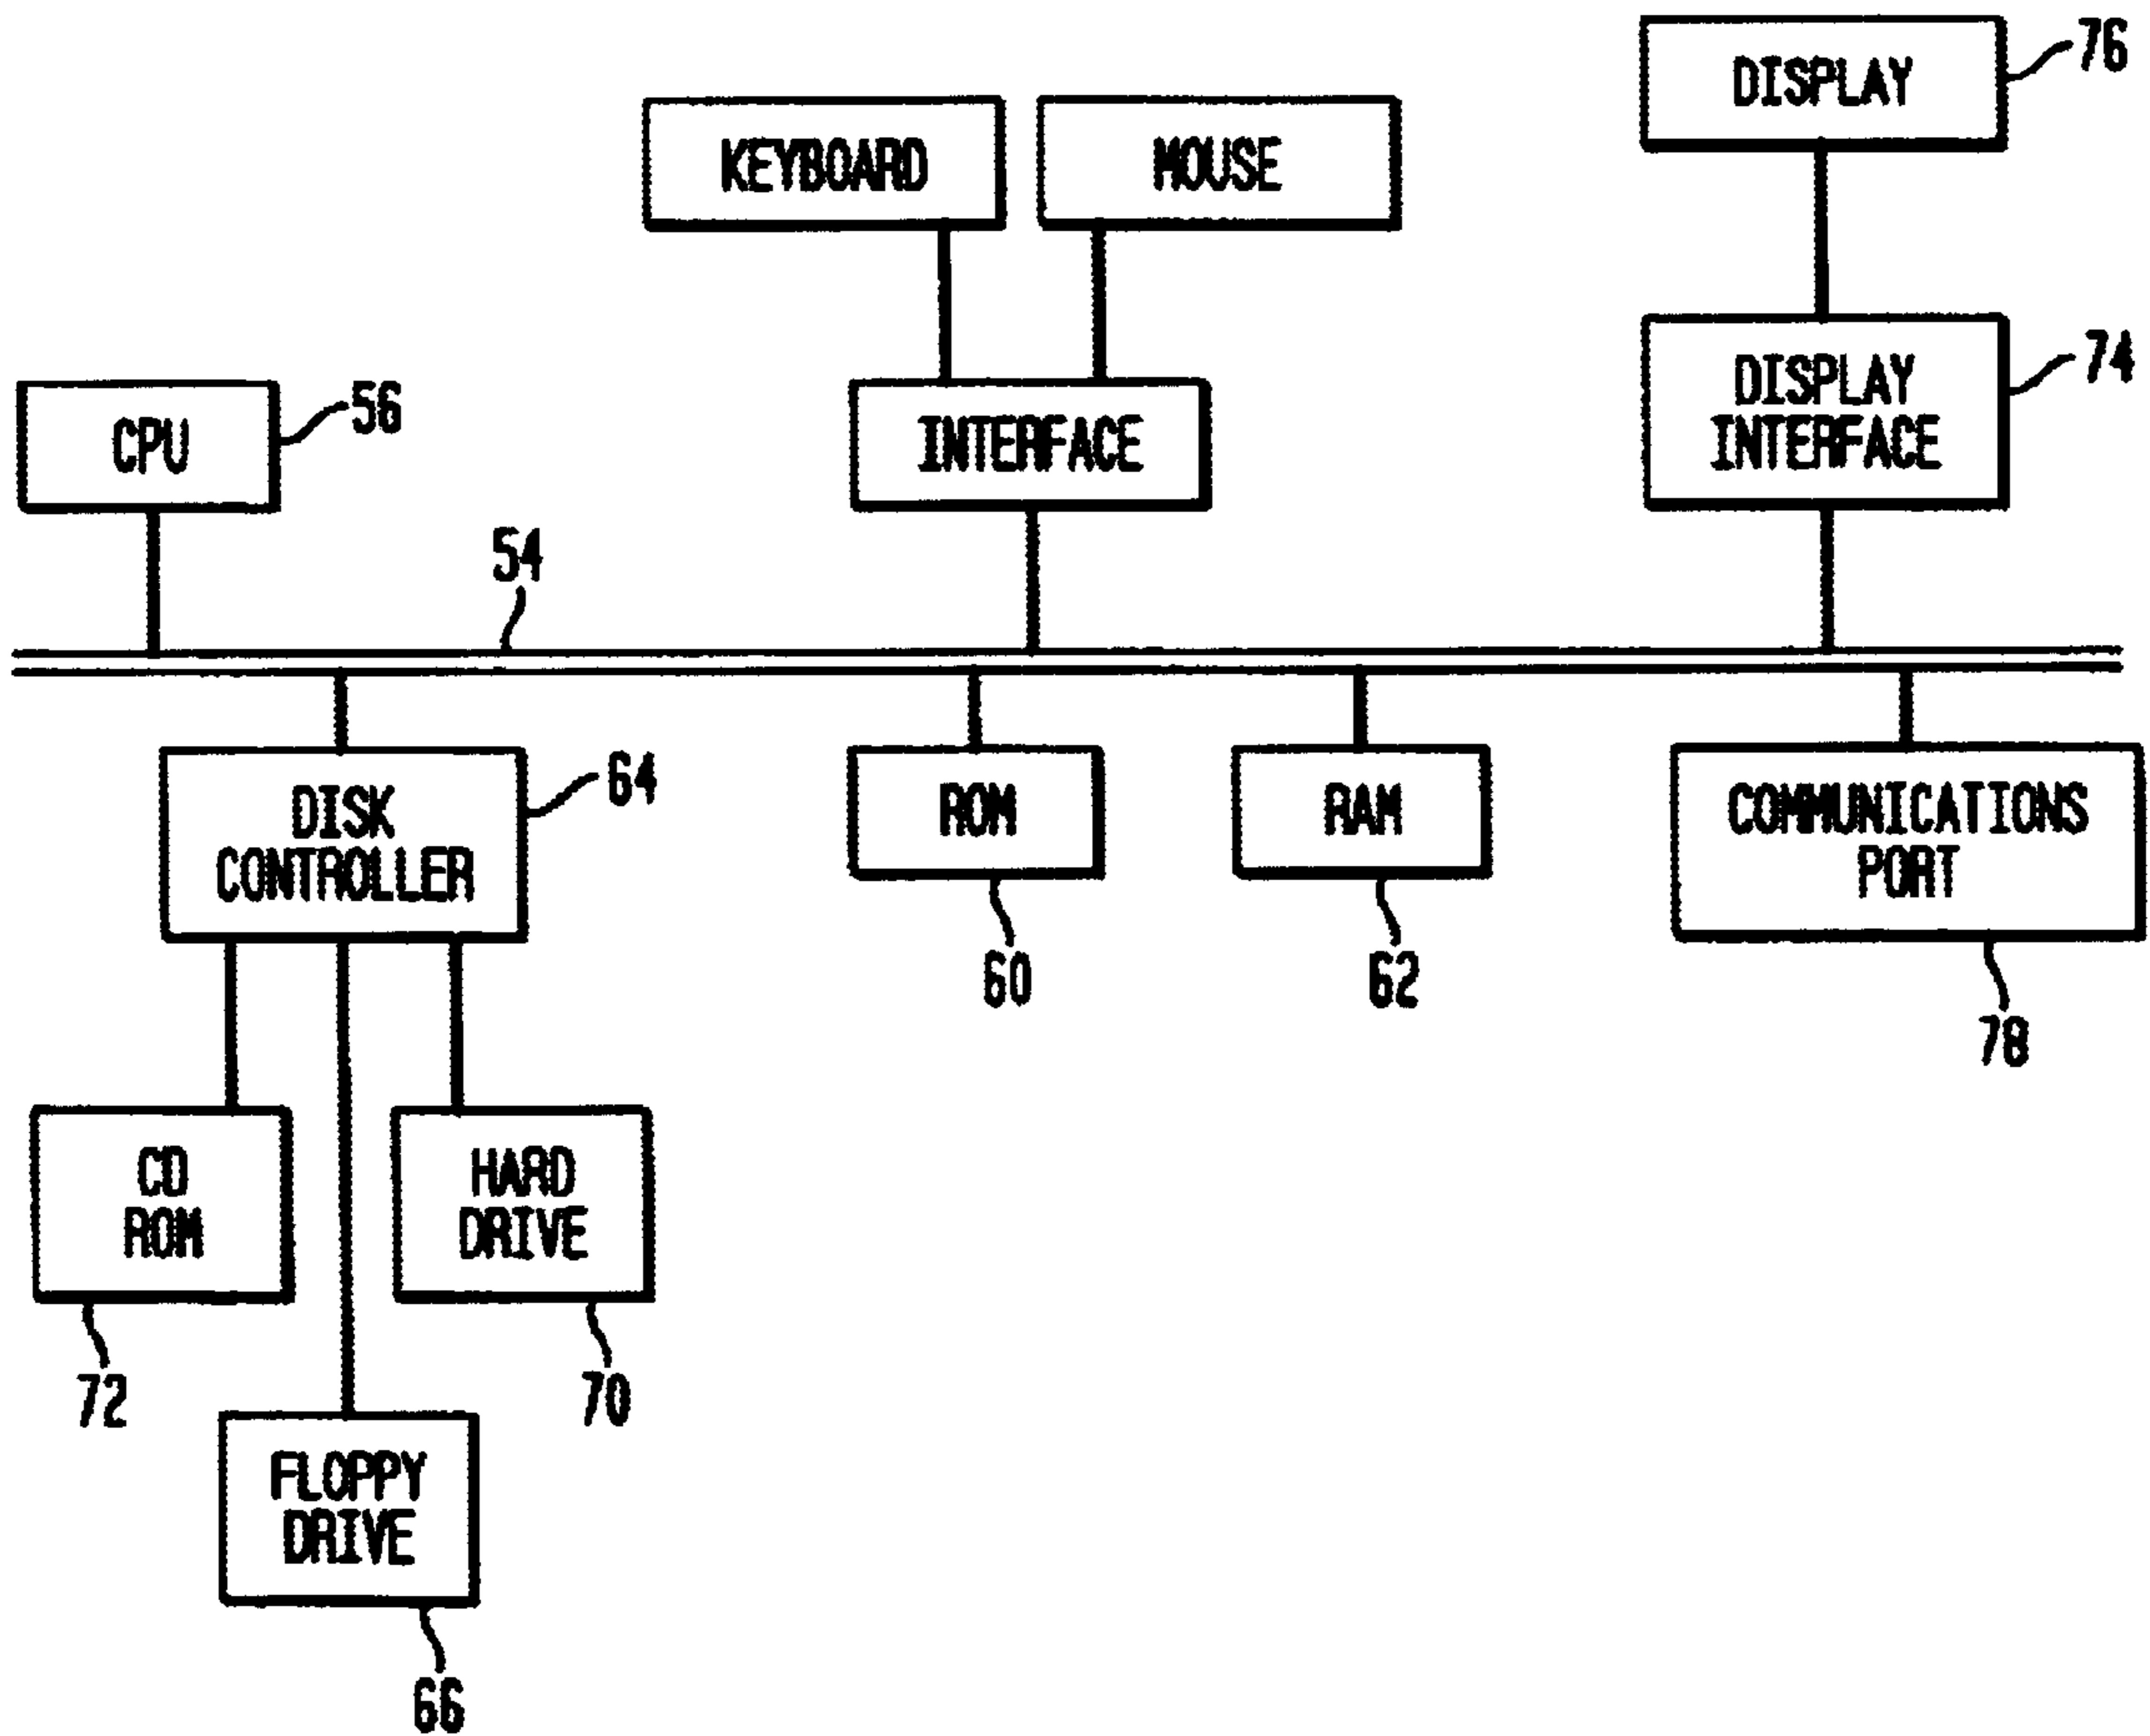 DISPLAY
76
KEYBOARD
MOUSE
DISPLAY
INTERFACE
74
CPU
56
INTERFACE
54
DISK
CONTROLLER
64
ROM
60
RAM
62
COMMUNICATIONS
PORT
78
CD
ROM
72
HARD
DRIVE
70
FLOPPY
DRIVE
66